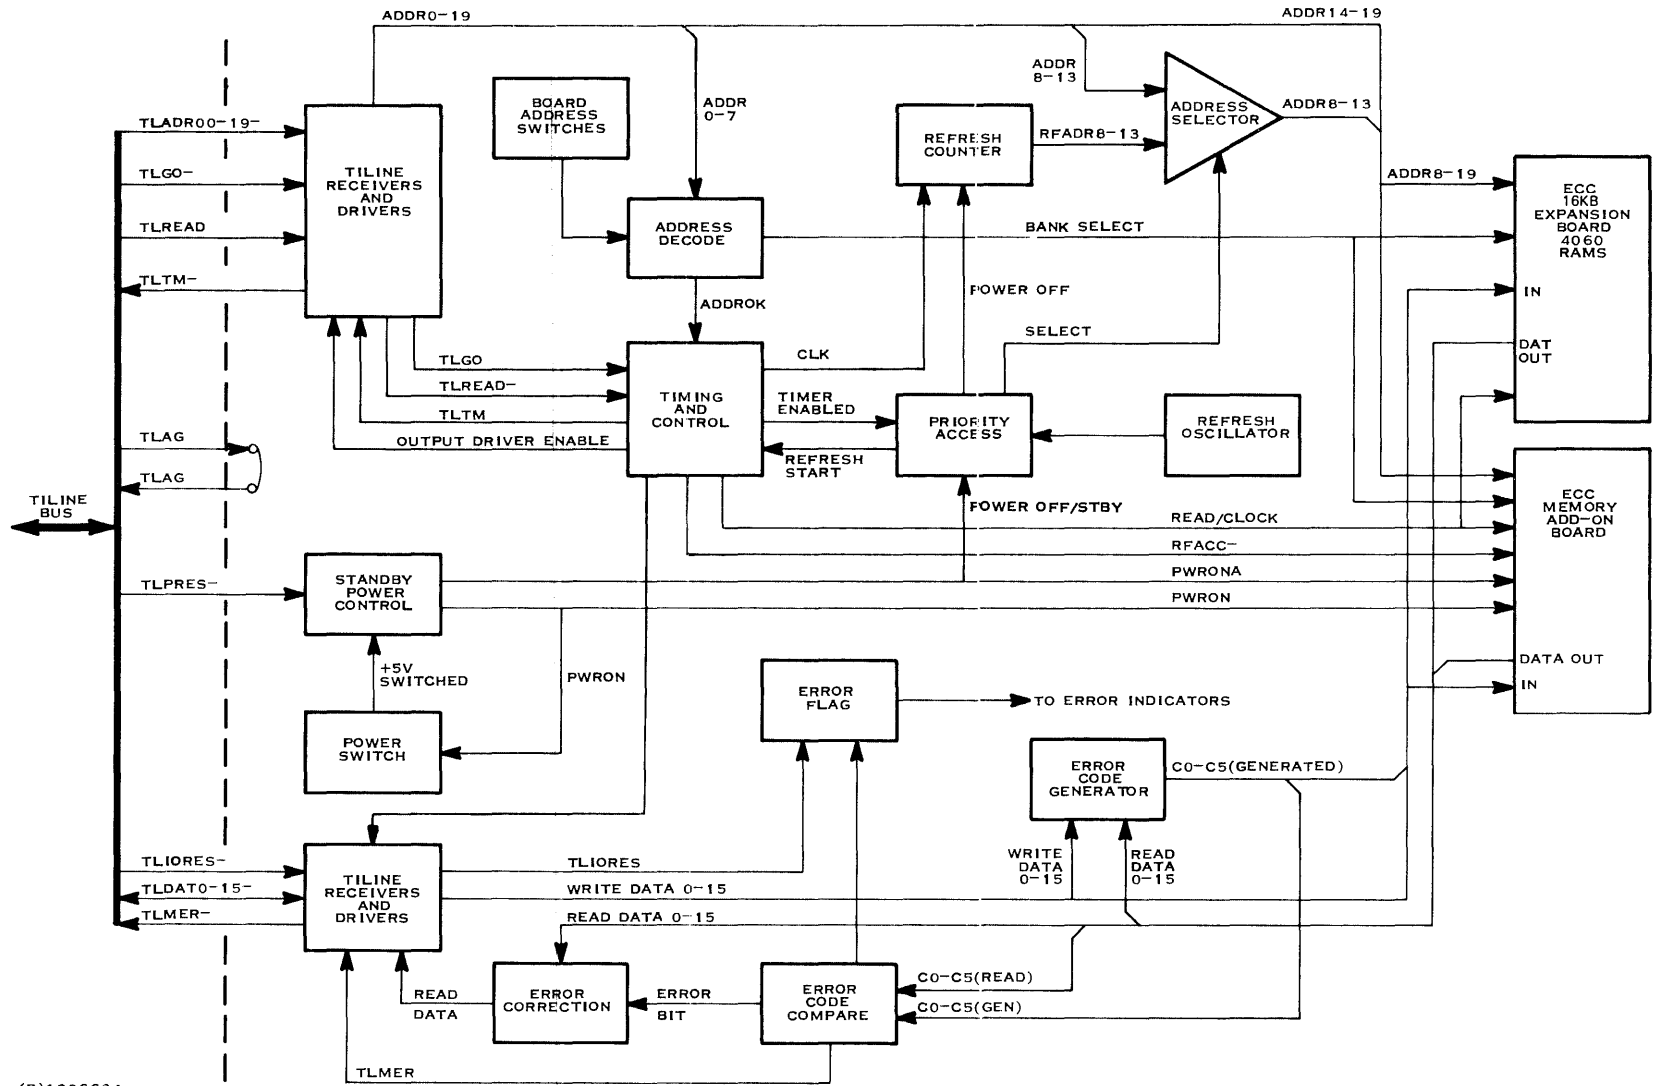 ADDR0-19
ADDR14-19
ADDR
8-13
ADDRESS
SELECTOR
ADDR8-13
BOARD
ADDRESS
SWITCHES
ADDR
0-7
REFRESH
COUNTER
RFADR8-13
TLADR00-19-
TLGO-
TLREAD
TLTM-
TILINE
RECEIVERS
AND
DRIVERS
ADDRESS
DECODE
BANK SELECT
ADDR8-19
ECC
16KB
EXPANSION
BOARD
4060
RAMS
IN
DAT
OUT
ADDROK
POWER OFF
SELECT
TLGO
TLREAD-
TLTM
OUTPUT DRIVER ENABLE
TIMING
AND
CONTROL
CLK
TIMER
ENABLED
REFRESH
START
PRIORITY
ACCESS
REFRESH
OSCILLATOR
TLAG
TLAG
TILINE
BUS
POWER OFF/STBY
READ/CLOCK
RFACC-
PWRONA
PWRON
ECC
MEMORY
ADD-ON
BOARD
DATA OUT
IN
TLPRES-
STANDBY
POWER
CONTROL
+5V
SWITCHED
PWRON
POWER
SWITCH
ERROR
FLAG
TO ERROR INDICATORS
ERROR
CODE
GENERATOR
C0-C5(GENERATED)
WRITE
DATA
0-15
READ
DATA
0-15
TLIORES-
TLDAT0-15-
TLMER-
TILINE
RECEIVERS
AND
DRIVERS
TLIORES
WRITE DATA 0-15
READ DATA 0-15
READ
DATA
ERROR
CORRECTION
ERROR
BIT
ERROR
CODE
COMPARE
C0-C5(READ)
C0-C5(GEN)
TLMER